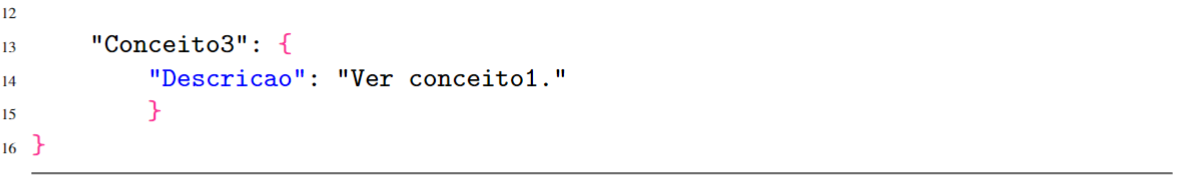 12
13 "Conceito3": {
14 "Descricao": "Ver conceito1."
15 }
16 }